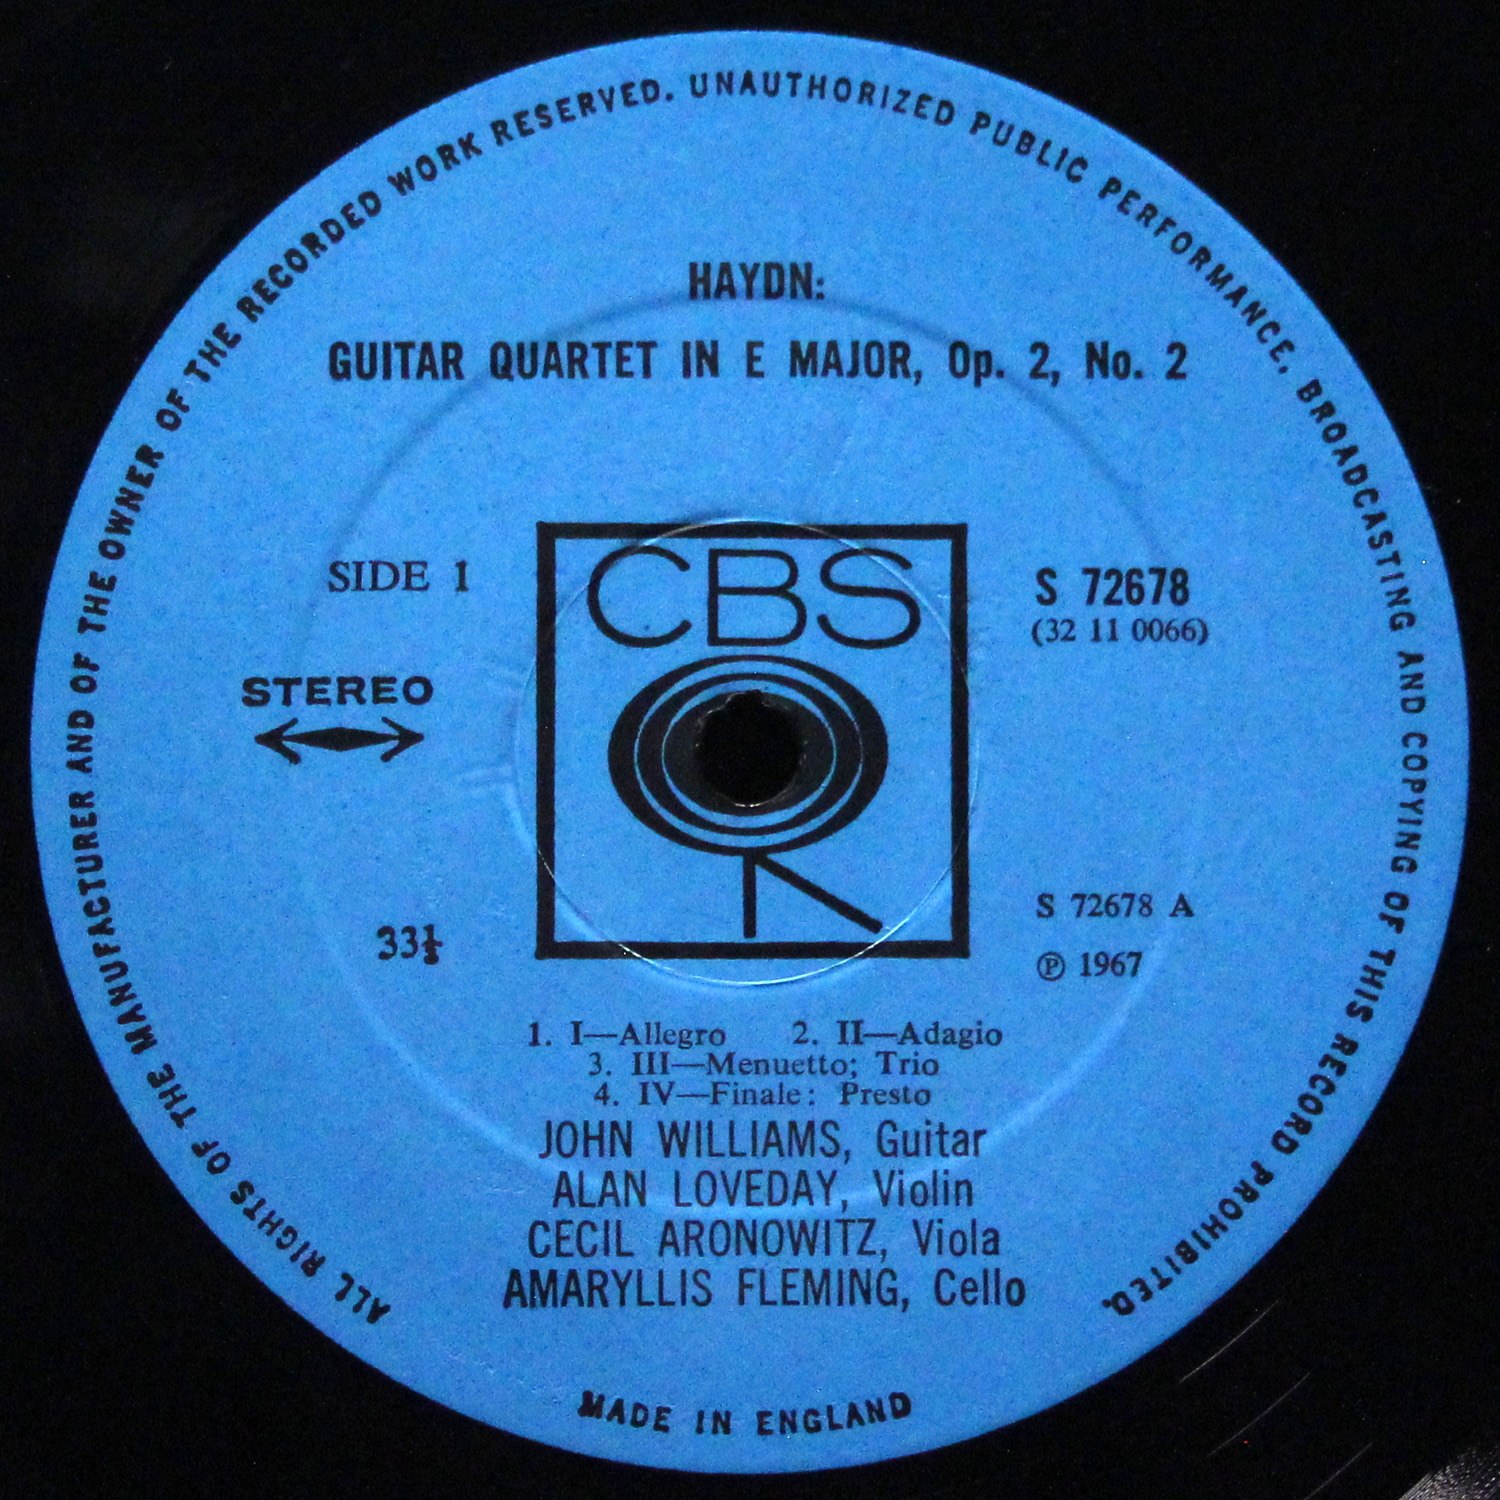 ALL RIGHTS OF THE MANUFACTURER AND OF THE OWNER OF THE RECORDED WORK RESERVED. UNAUTHORIZED PUBLIC PERFORMANCE, BROADCASTING AND COPYING OF THIS RECORD PROHIBITED.
HAYDN:
GUITAR QUARTET IN E MAJOR, Op. 2, No. 2
CBS
SIDE 1
S 72678
(32 11 0066)
STEREO
33⅓
S 72678 A
℗ 1967
1. I—Allegro 2. II—Adagio
3. III—Menuetto; Trio
4. IV—Finale: Presto
JOHN WILLIAMS, Guitar
ALAN LOVEDAY, Violin
CECIL ARONOWITZ, Viola
AMARYLLIS FLEMING, Cello
MADE IN ENGLAND